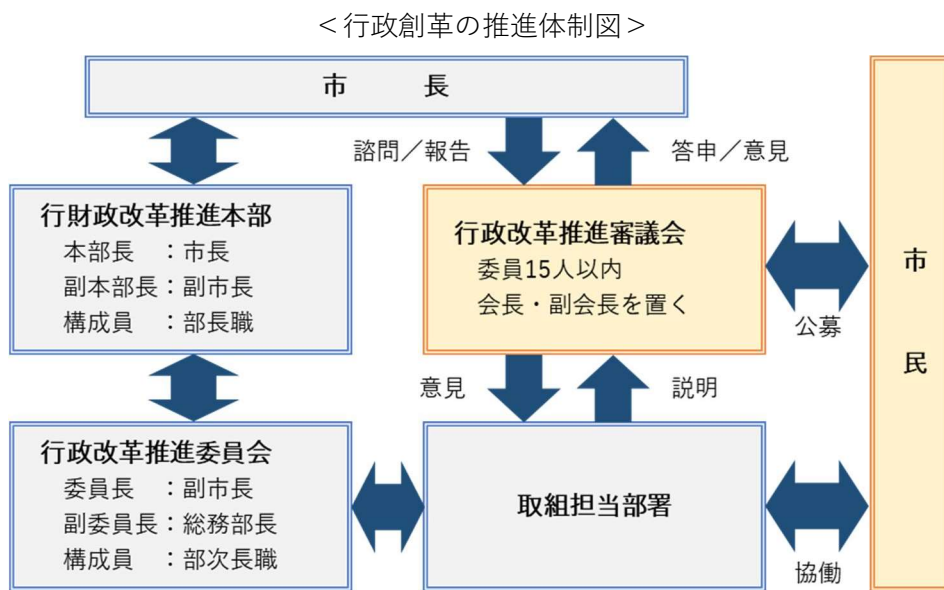 ＜行政創革の推進体制図＞
市　　　長
諮問／報告
答申／意見
行財政改革推進本部
本部長　：市長
副本部長：副市長
構成員　：部長職
行政改革推進審議会
委員15人以内
会長・副会長を置く
公募
市
民
意見
説明
行政改革推進委員会
委員長　：副市長
副委員長：総務部長
構成員　：部次長職
取組担当部署
協働